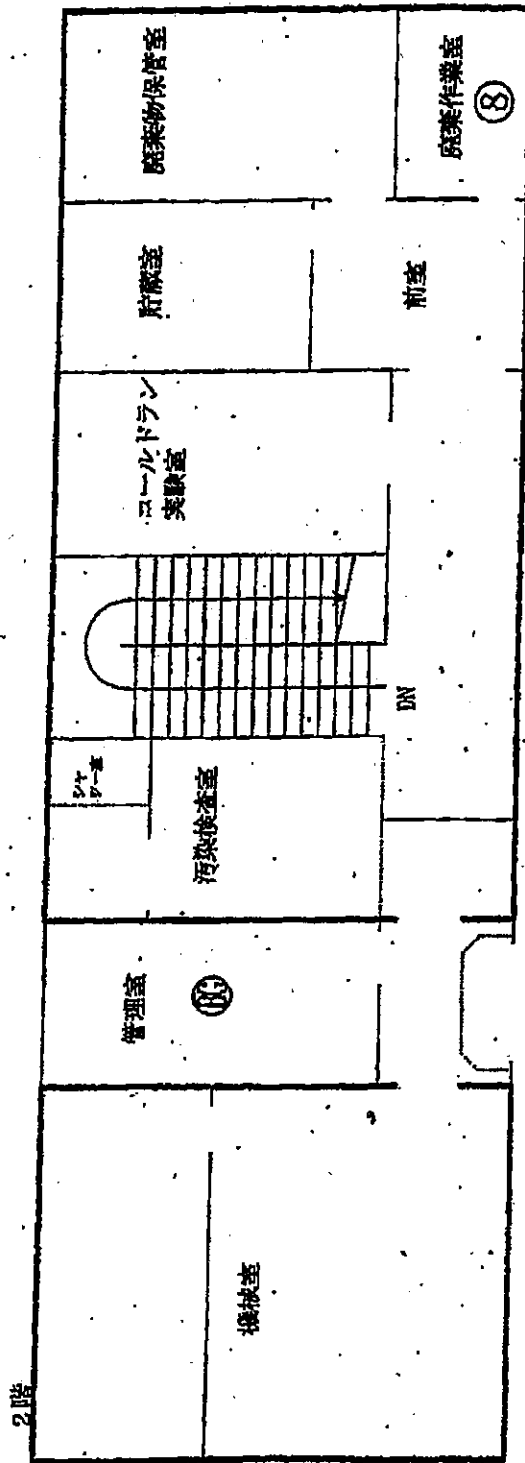 2階
機械室
管理室
BG
シャ
ワー室
汚染検査室
DN
コールドラン
実験室
貯蔵室
前室
廃棄物保管室
廃棄作業室
⑧